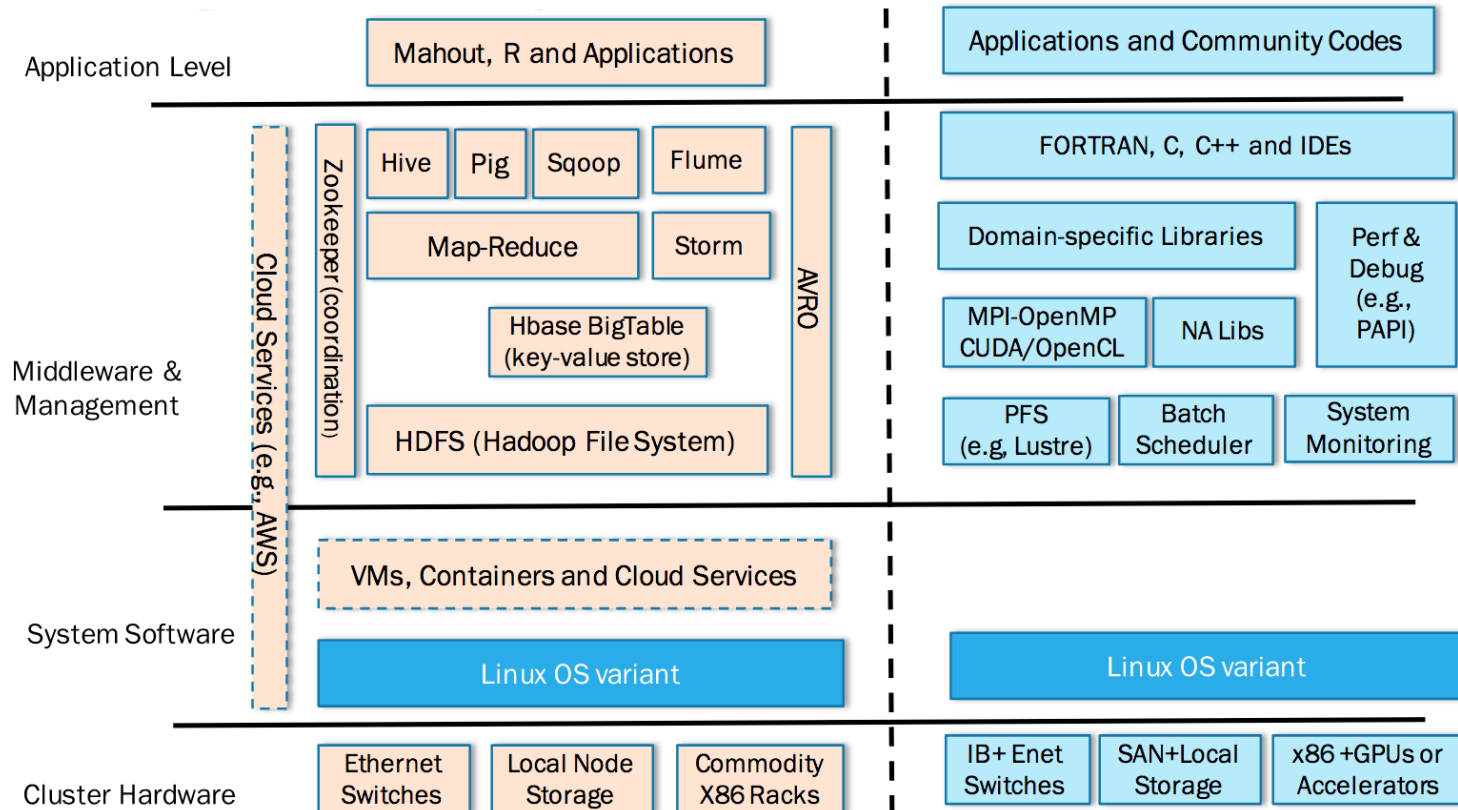 Application Level
Mahout, R and Applications
Applications and Community Codes
Middleware &
Management
Cloud Services (e.g., AWS)
Zookeeper (coordination)
Hive
Pig
Sqoop
Flume
Map-Reduce
Storm
Hbase BigTable
(key-value store)
HDFS (Hadoop File System)
AVRO
FORTRAN, C, C++ and IDEs
Domain-specific Libraries
Perf &
Debug
(e.g.,
PAPI)
MPI-OpenMP
CUDA/OpenCL
NA Libs
PFS
(e.g, Lustre)
Batch
Scheduler
System
Monitoring
System Software
VMs, Containers and Cloud Services
Linux OS variant
Linux OS variant
Cluster Hardware
Ethernet
Switches
Local Node
Storage
Commodity
X86 Racks
IB+ Enet
Switches
SAN+Local
Storage
x86 +GPUs or
Accelerators